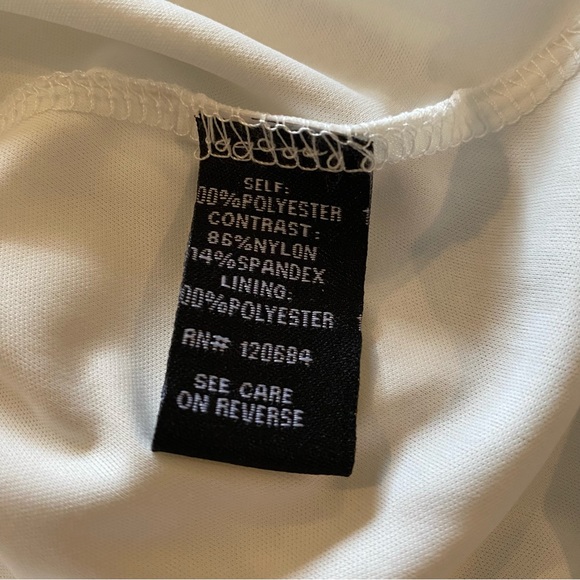 SELF:
00%POLYESTER
CONTRAST:
86%NYLON
14%SPANDEX
LINING:
00%POLYESTER
RN# 120684
SEE CARE
ON REVERSE